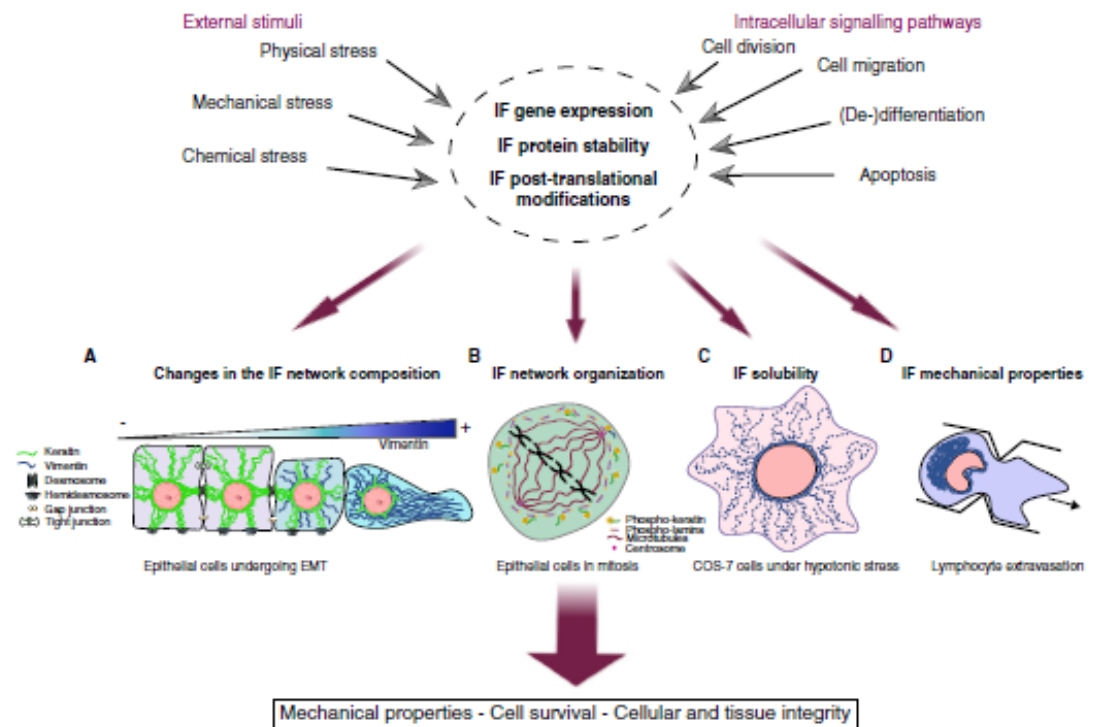 External stimuli
Intracellular signalling pathways
Physical stress
Cell division
Cell migration
Mechanical stress
(De-)differentiation
Chemical stress
Apoptosis
IF gene expression
IF protein stability
IF post-translational
modifications
A
Changes in the IF network composition
-
+
Vimentin
Keratin
Vimentin
Desmosome
Hemidesmosome
Gap junction
Tight junction
Epithelial cells undergoing EMT
B
IF network organization
Phospho-keratin
Phospho-lamins
Microtubules
Centrosome
Epithelial cells in mitosis
C
IF solubility
COS-7 cells under hypotonic stress
D
IF mechanical properties
Lymphocyte extravasation
Mechanical properties - Cell survival - Cellular and tissue integrity